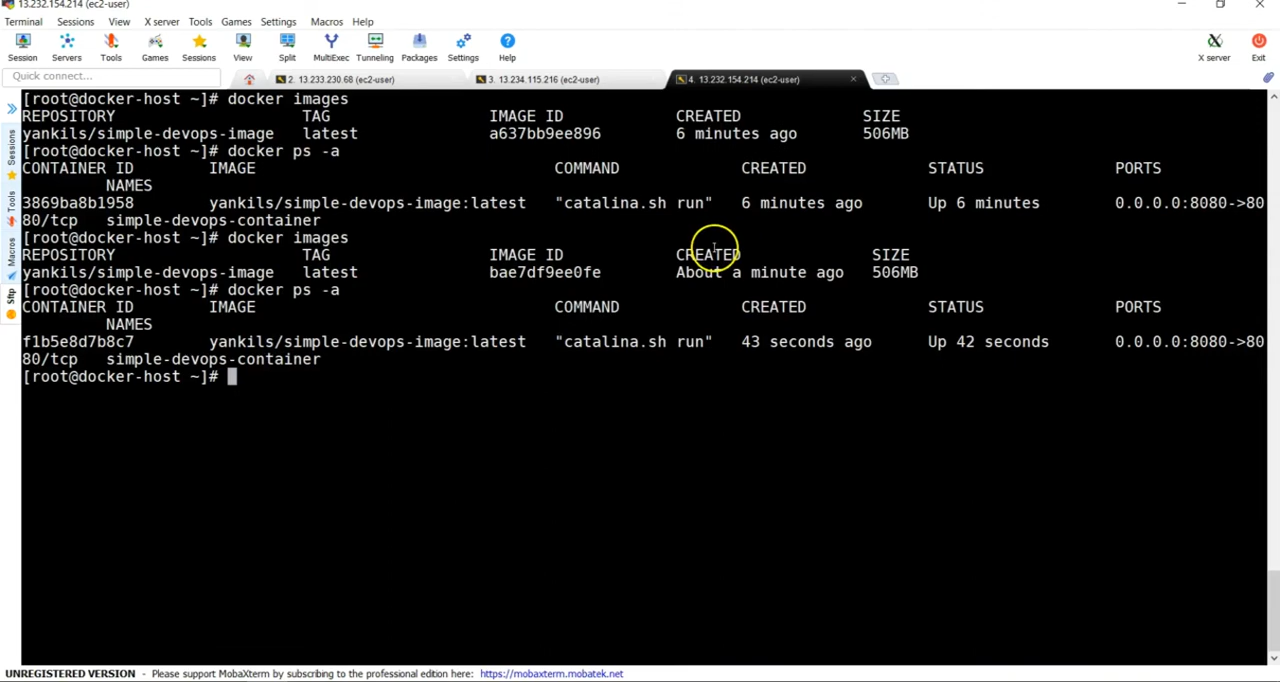 13.232.154.214 (ec2-user)
Terminal Sessions View X server Tools Games Settings Macros Help
Session Servers Tools Games Sessions View Split MultiExec Tunneling Packages Settings Help X server Exit
Quick connect...
2. 13.233.230.68 (ec2-user) 3. 13.234.115.216 (ec2-user) 4. 13.232.154.214 (ec2-user)
Sessions
Tools
Macros
Sftp
[root@docker-host ~]# docker images
REPOSITORY TAG IMAGE ID CREATED SIZE
yankils/simple-devops-image latest a637bb9ee896 6 minutes ago 506MB
[root@docker-host ~]# docker ps -a
CONTAINER ID IMAGE COMMAND CREATED STATUS PORTS
NAMES
3869ba8b1958 yankils/simple-devops-image:latest "catalina.sh run" 6 minutes ago Up 6 minutes 0.0.0.0:8080->80
80/tcp simple-devops-container
[root@docker-host ~]# docker images
REPOSITORY TAG IMAGE ID CREATED SIZE
yankils/simple-devops-image latest bae7df9ee0fe About a minute ago 506MB
[root@docker-host ~]# docker ps -a
CONTAINER ID IMAGE COMMAND CREATED STATUS PORTS
NAMES
f1b5e8d7b8c7 yankils/simple-devops-image:latest "catalina.sh run" 43 seconds ago Up 42 seconds 0.0.0.0:8080->80
80/tcp simple-devops-container
[root@docker-host ~]#
UNREGISTERED VERSION - Please support MobaXterm by subscribing to the professional edition here: https://mobaxterm.mobatek.net